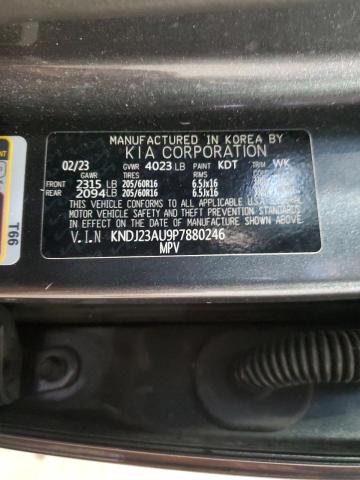 MANUFACTURED IN KOREA BY
KIA CORPORATION
02/23 GVWR 4023 LB PAINT KDT TRIM WK
GAWR TIRES RIMS
FRONT 2315 LB 205/60R16 6.5Jx16
REAR 2094 LB 205/60R16 6.5Jx16
THIS VEHICLE CONFORMS TO ALL APPLICABLE U.S.
MOTOR VEHICLE SAFETY AND THEFT PREVENTION STANDARDS
IN EFFECT ON THE DATE OF MANUFACTURE SHOWN ABOVE.
V.I.N KNDJ23AU9P7880246
MPV
T66